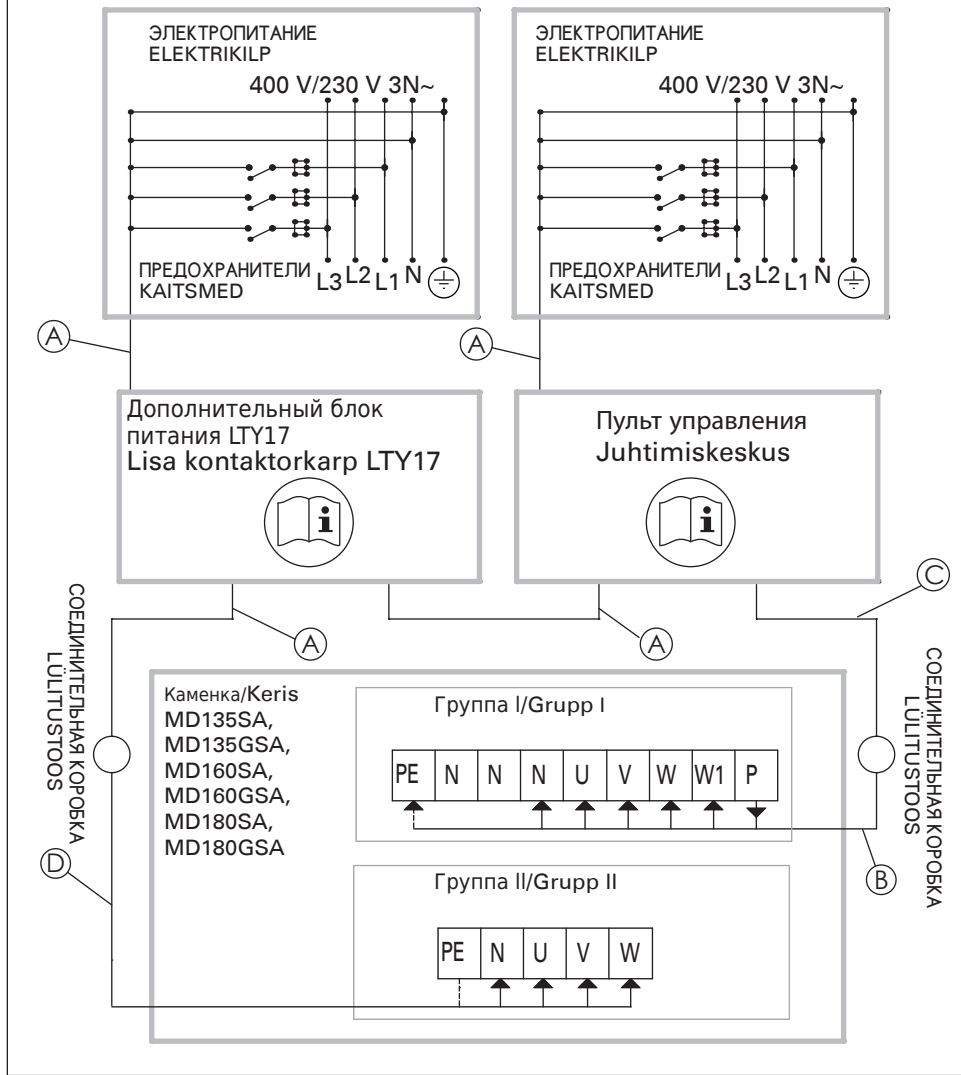 ЭЛЕКТРОПИТАНИЕ
ELEKTRIKILP
400 V/230 V 3N~
ПРЕДОХРАНИТЕЛИ
KAITSMED
L3 L2 L1 N
ЭЛЕКТРОПИТАНИЕ
ELEKTRIKILP
400 V/230 V 3N~
ПРЕДОХРАНИТЕЛИ
KAITSMED
L3 L2 L1 N
A
A
Дополнительный блок
питания LTY17
Lisa kontaktorkarp LTY17
i
Пульт управления
Juhtimiskeskus
i
A
A
C
СОЕДИНИТЕЛЬНАЯ КОРОБКА
LÜLITUSTOOS
СОЕДИНИТЕЛЬНАЯ КОРОБКА
LÜLITUSTOOS
Каменка/Keris
MD135SA,
MD135GSA,
MD160SA,
MD160GSA,
MD180SA,
MD180GSA
Группа I/Grupp I
PE N N N U V W W1 P
D
B
Группа II/Grupp II
PE N U V W